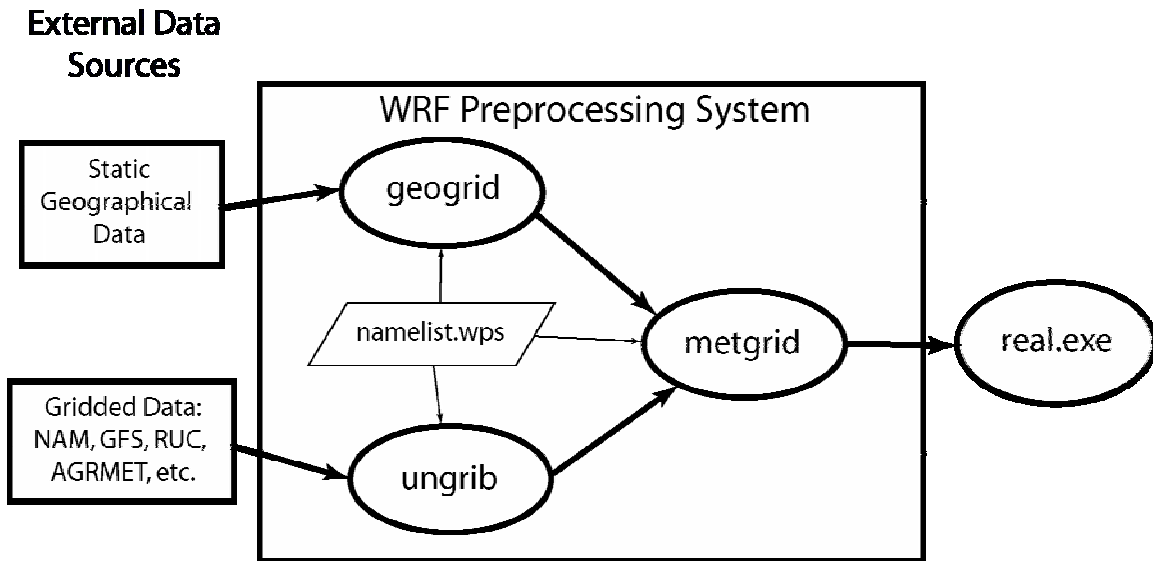 External Data
Sources
WRF Preprocessing System
Static
Geographical
Data
geogrid
namelist.wps
metgrid
real.exe
Gridded Data:
NAM, GFS, RUC,
AGRMET, etc.
ungrib